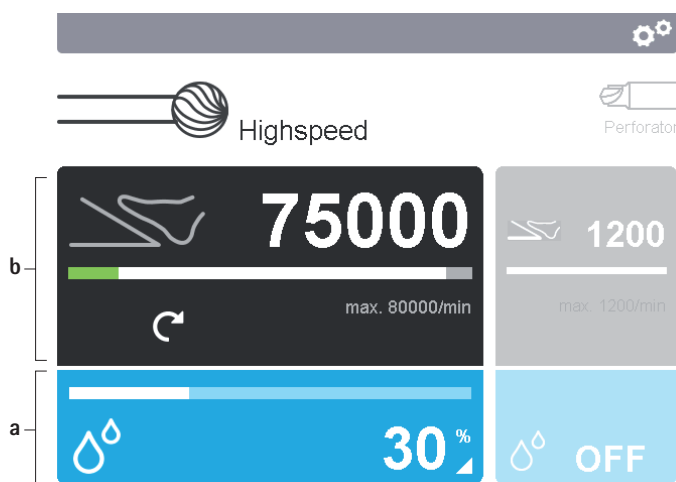 Highspeed
Perforator
b
75000
1200
max. 80000/min
max. 1200/min
a
30 %
OFF